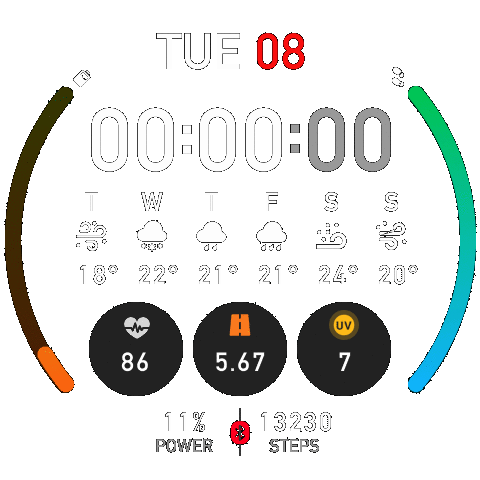 TUE 08
00:00:00
T W T F S S
18° 22° 21° 21° 24° 20°
UV
86 5.67 7
11% 13230
POWER STEPS